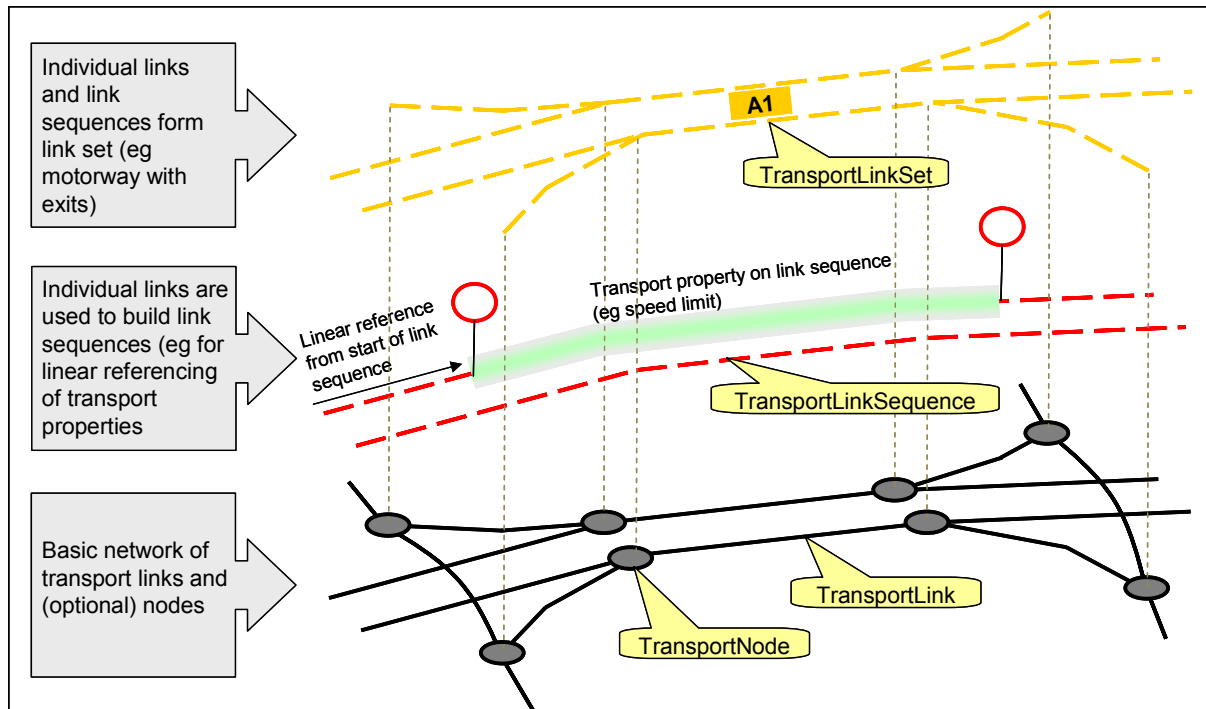 Individual links
and link
sequences form
link set (eg
motorway with
exits)
A1
TransportLinkSet
Individual links are
used to build link
sequences (eg for
linear referencing
of transport
properties
Linear reference
from start of link
sequence
Transport property on link sequence
(eg speed limit)
TransportLinkSequence
Basic network of
transport links and
(optional) nodes
TransportLink
TransportNode